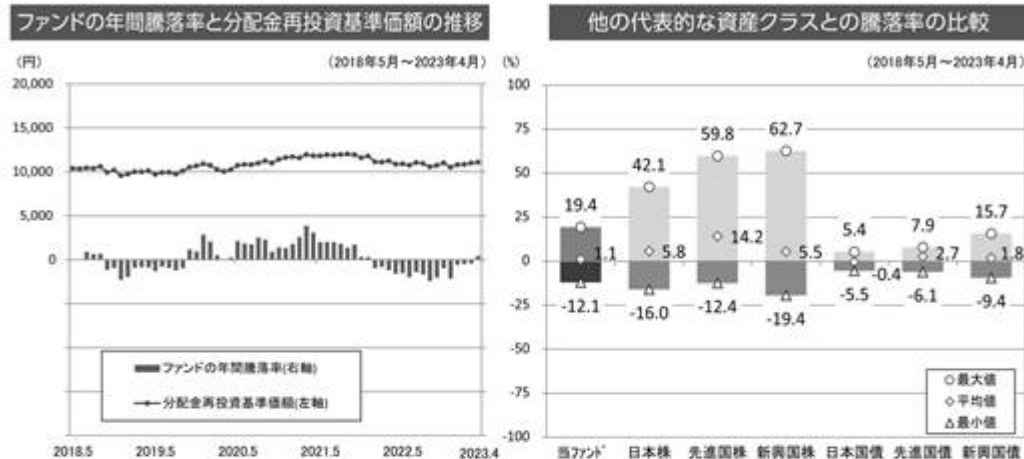 ファンドの年間騰落率と分配金再投資基準価額の推移
(円)
(2018年5月～2023年4月)
20,000
15,000
10,000
5,000
0
ファンドの年間騰落率(右軸)
分配金再投資基準価額(左軸)
2018.5 2019.5 2020.5 2021.5 2022.5 2023.4
他の代表的な資産クラスとの騰落率の比較
(%)
(2018年5月～2023年4月)
100
75
50
25
0
-25
-50
-75
-100
19.4 42.1 59.8 62.7 5.4 7.9 15.7
1.1 5.8 14.2 5.5 -0.4 2.7 1.8
-12.1 -16.0 -12.4 -19.4 -5.5 -6.1 -9.4
最大値
平均値
最小値
当ファンド 日本株 先進国株 新興国株 日本国債 先進国債 新興国債